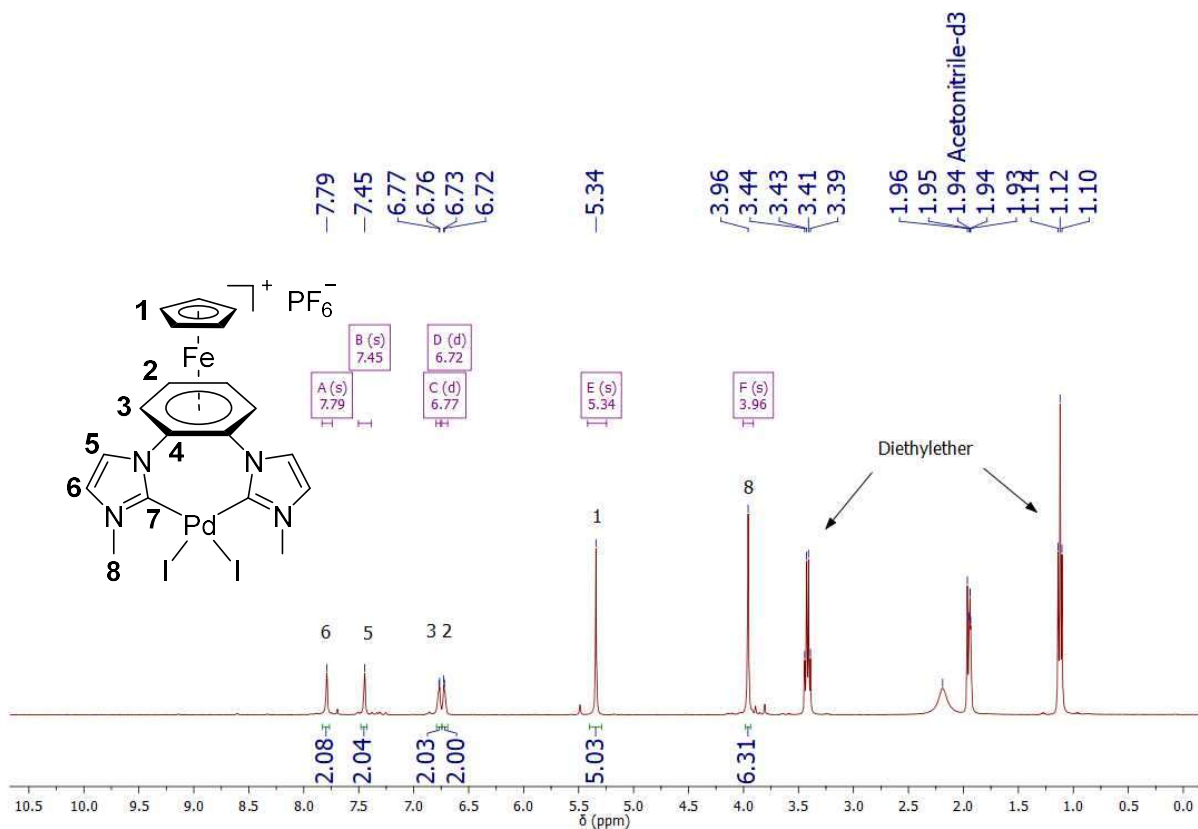 7.79
7.45
6.77
6.76
6.73
6.72
5.34
3.96
3.44
3.43
3.41
3.39
1.96
1.95
1.94 Acetonitrile-d3
1.94
1.93
1.14
1.12
1.10
1
]+ PF6−
Fe
2
3
4
5
6
N
N
7
N
N
Pd
8
I
I
B (s)
7.45
D (d)
6.72
A (s)
7.79
C (d)
6.77
E (s)
5.34
F (s)
3.96
Diethylether
6
5
3
2
1
8
2.08
2.04
2.03
2.00
5.03
6.31
10.5 10.0 9.5 9.0 8.5 8.0 7.5 7.0 6.5 6.0 5.5 5.0 4.5 4.0 3.5 3.0 2.5 2.0 1.5 1.0 0.5 0.0
δ (ppm)